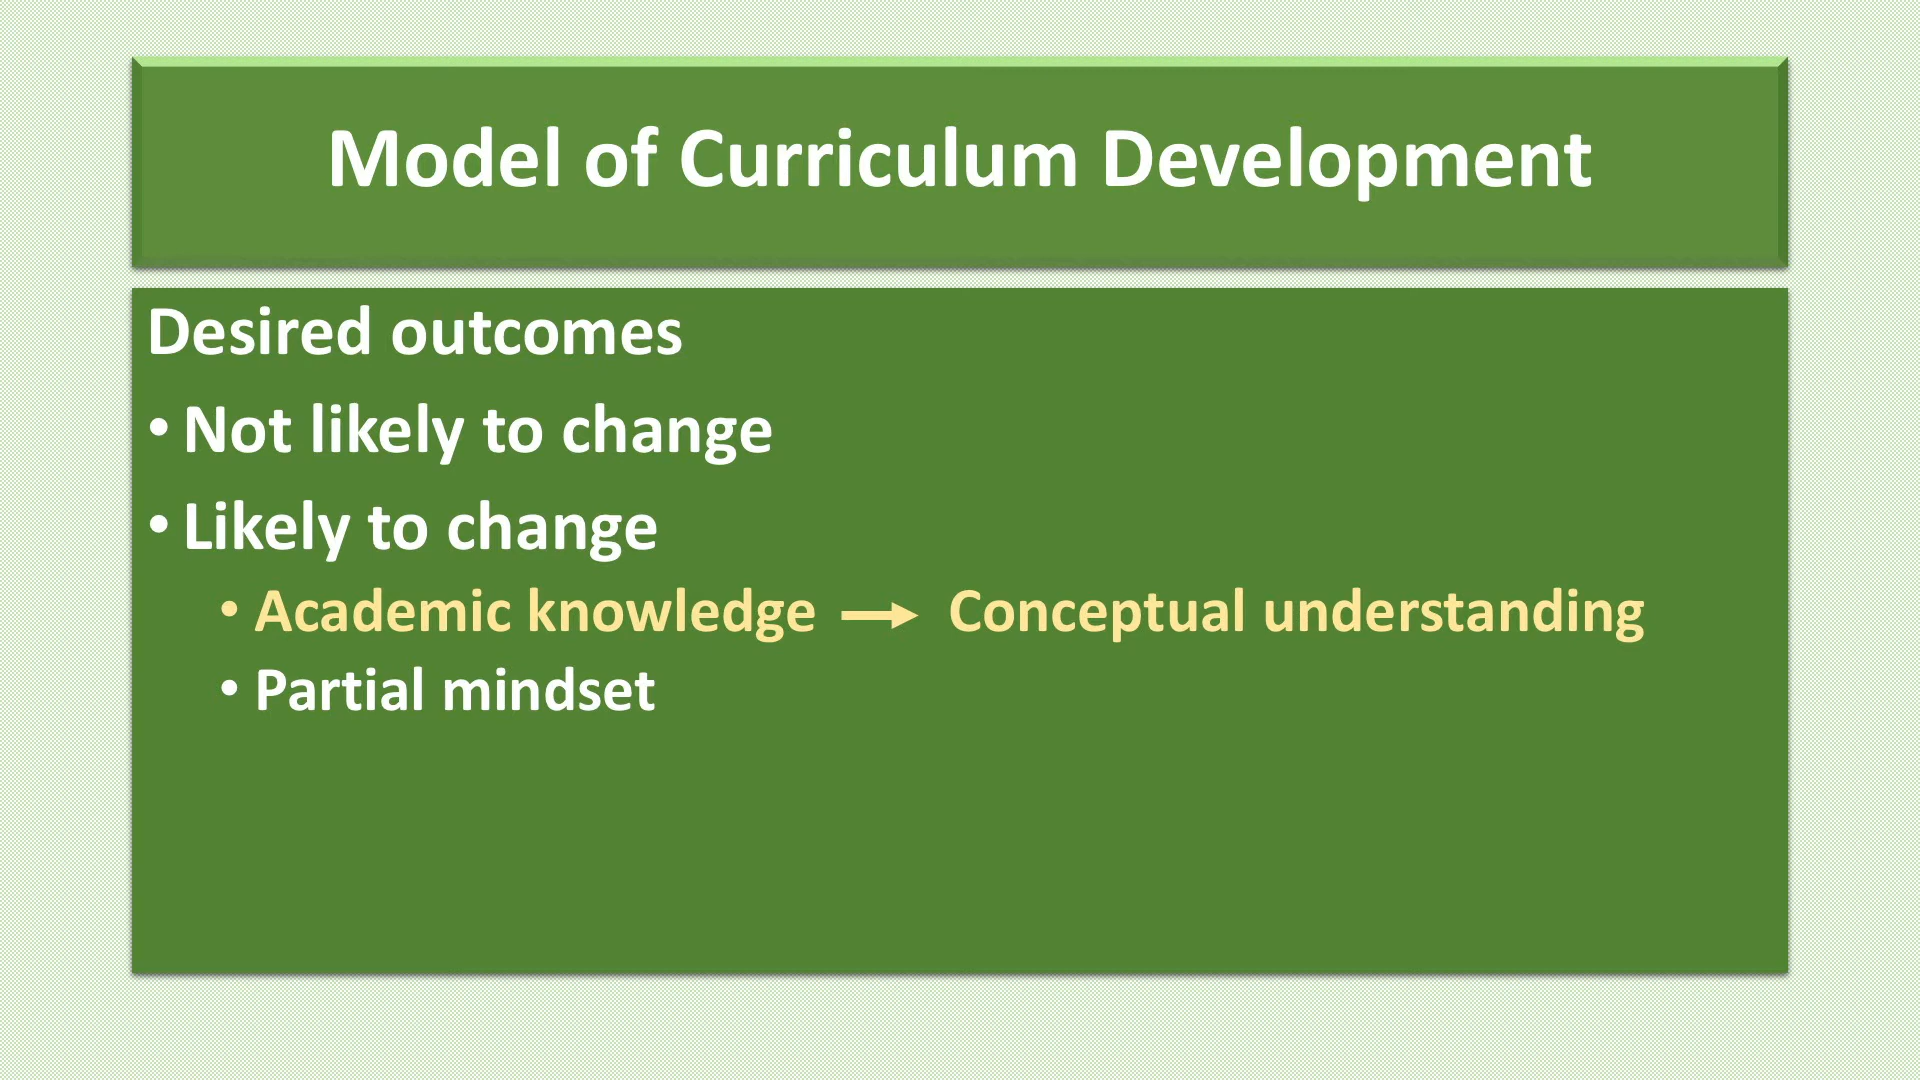 Model of Curriculum Development
Desired outcomes
• Not likely to change
• Likely to change
• Academic knowledge → Conceptual understanding
• Partial mindset